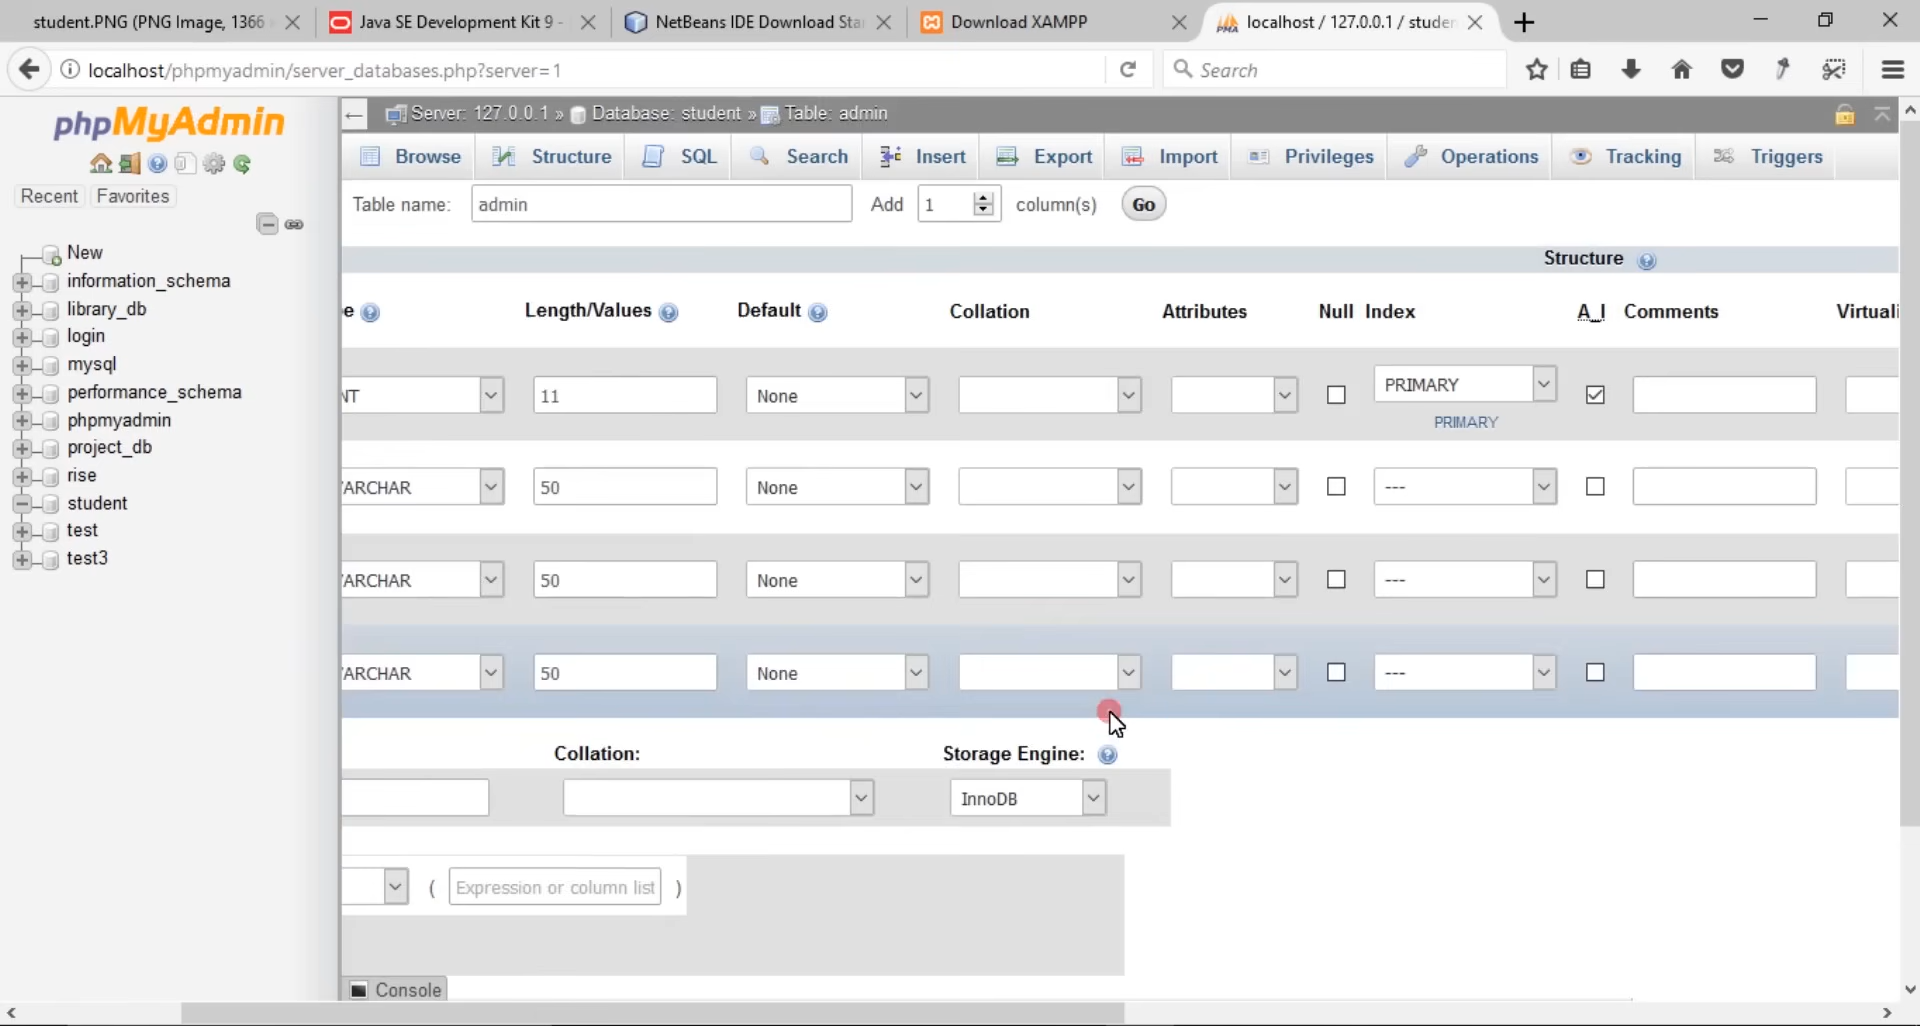 student.PNG (PNG Image, 1366
Java SE Development Kit 9 -
NetBeans IDE Download Sta
Download XAMPP
localhost / 127.0.0.1 / studen
localhost/phpmyadmin/server_databases.php?server=1
Search
phpMyAdmin
Recent
Favorites
New
information_schema
library_db
login
mysql
performance_schema
phpmyadmin
project_db
rise
student
test
test3
Server: 127.0.0.1 » Database: student » Table: admin
Browse
Structure
SQL
Search
Insert
Export
Import
Privileges
Operations
Tracking
Triggers
Table name: admin Add 1 column(s) Go
Structure
e Length/Values Default Collation Attributes Null Index A_I Comments Virtuali
NT 11 None PRIMARY
PRIMARY
VARCHAR 50 None ---
VARCHAR 50 None ---
VARCHAR 50 None ---
Collation: Storage Engine:
InnoDB
( Expression or column list )
Console